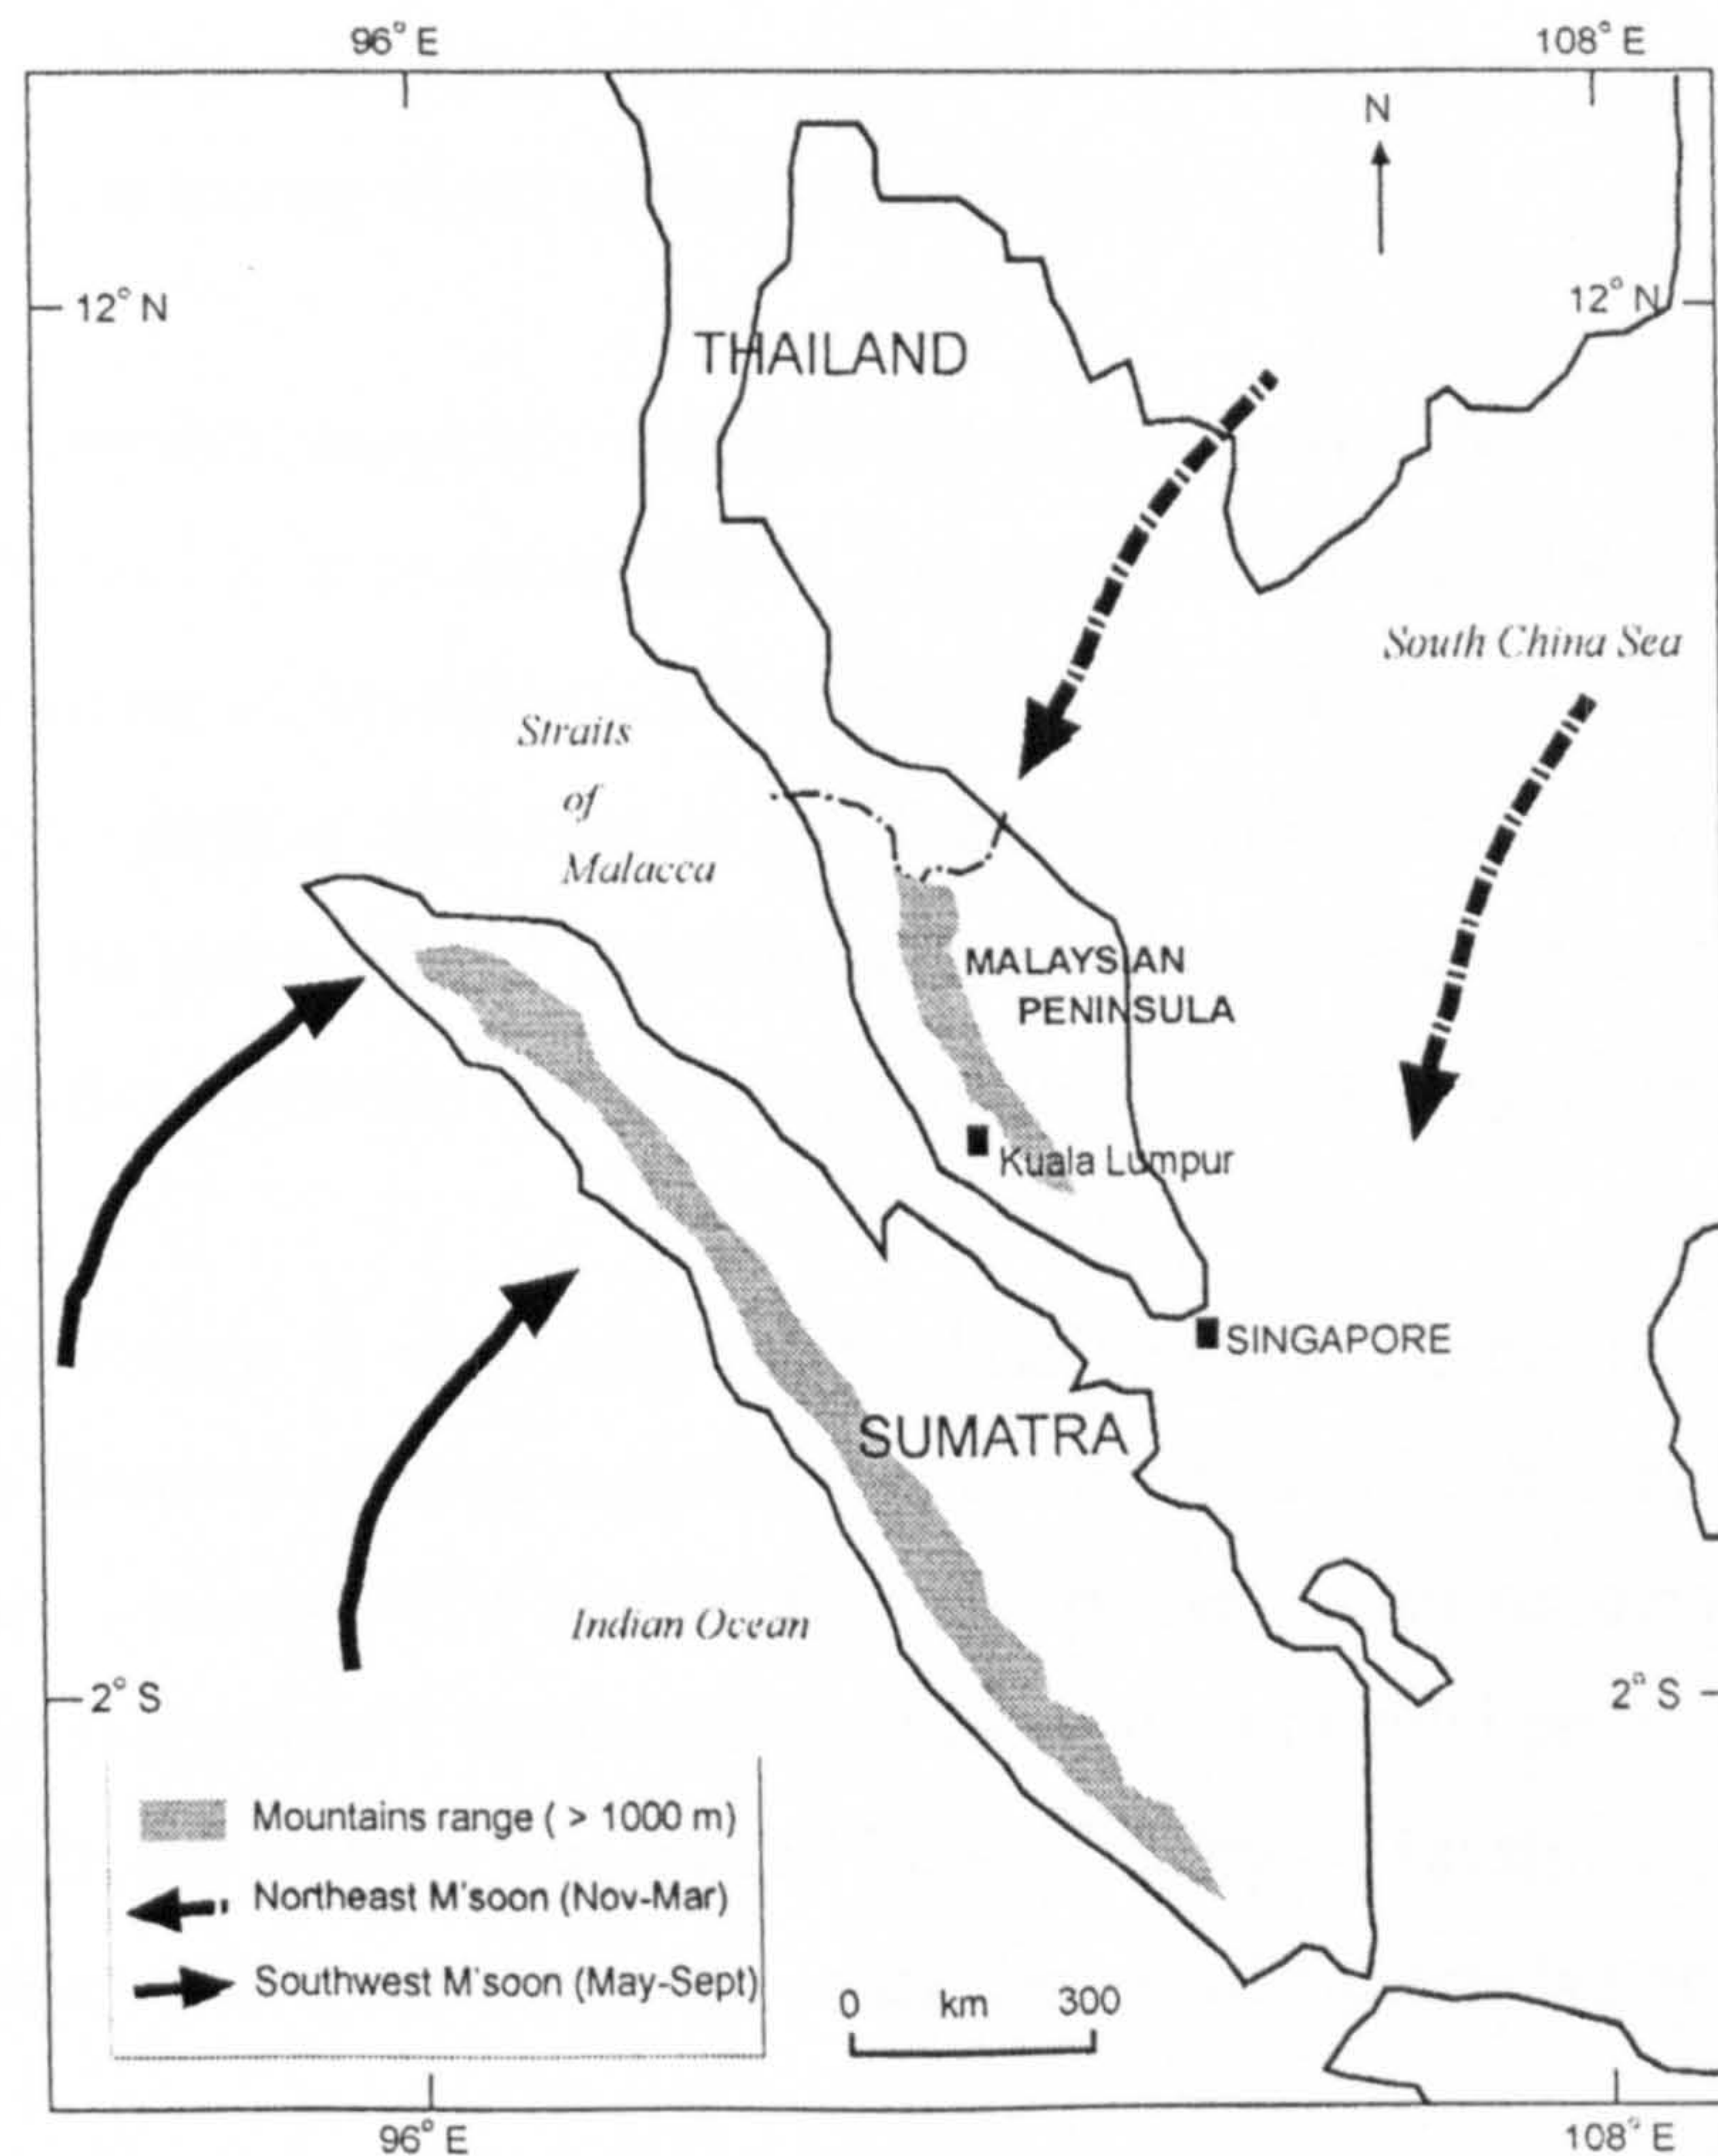 96° E
108° E
N
12° N
12° N
THAILAND
South China Sea
Straits
of
Malacca
MALAYSIAN
PENINSULA
Kuala Lumpur
SINGAPORE
SUMATRA
Indian Ocean
2° S
2° S
Mountains range ( > 1000 m)
Northeast M'soon (Nov-Mar)
Southwest M'soon (May-Sept)
0 km 300
96° E
108° E